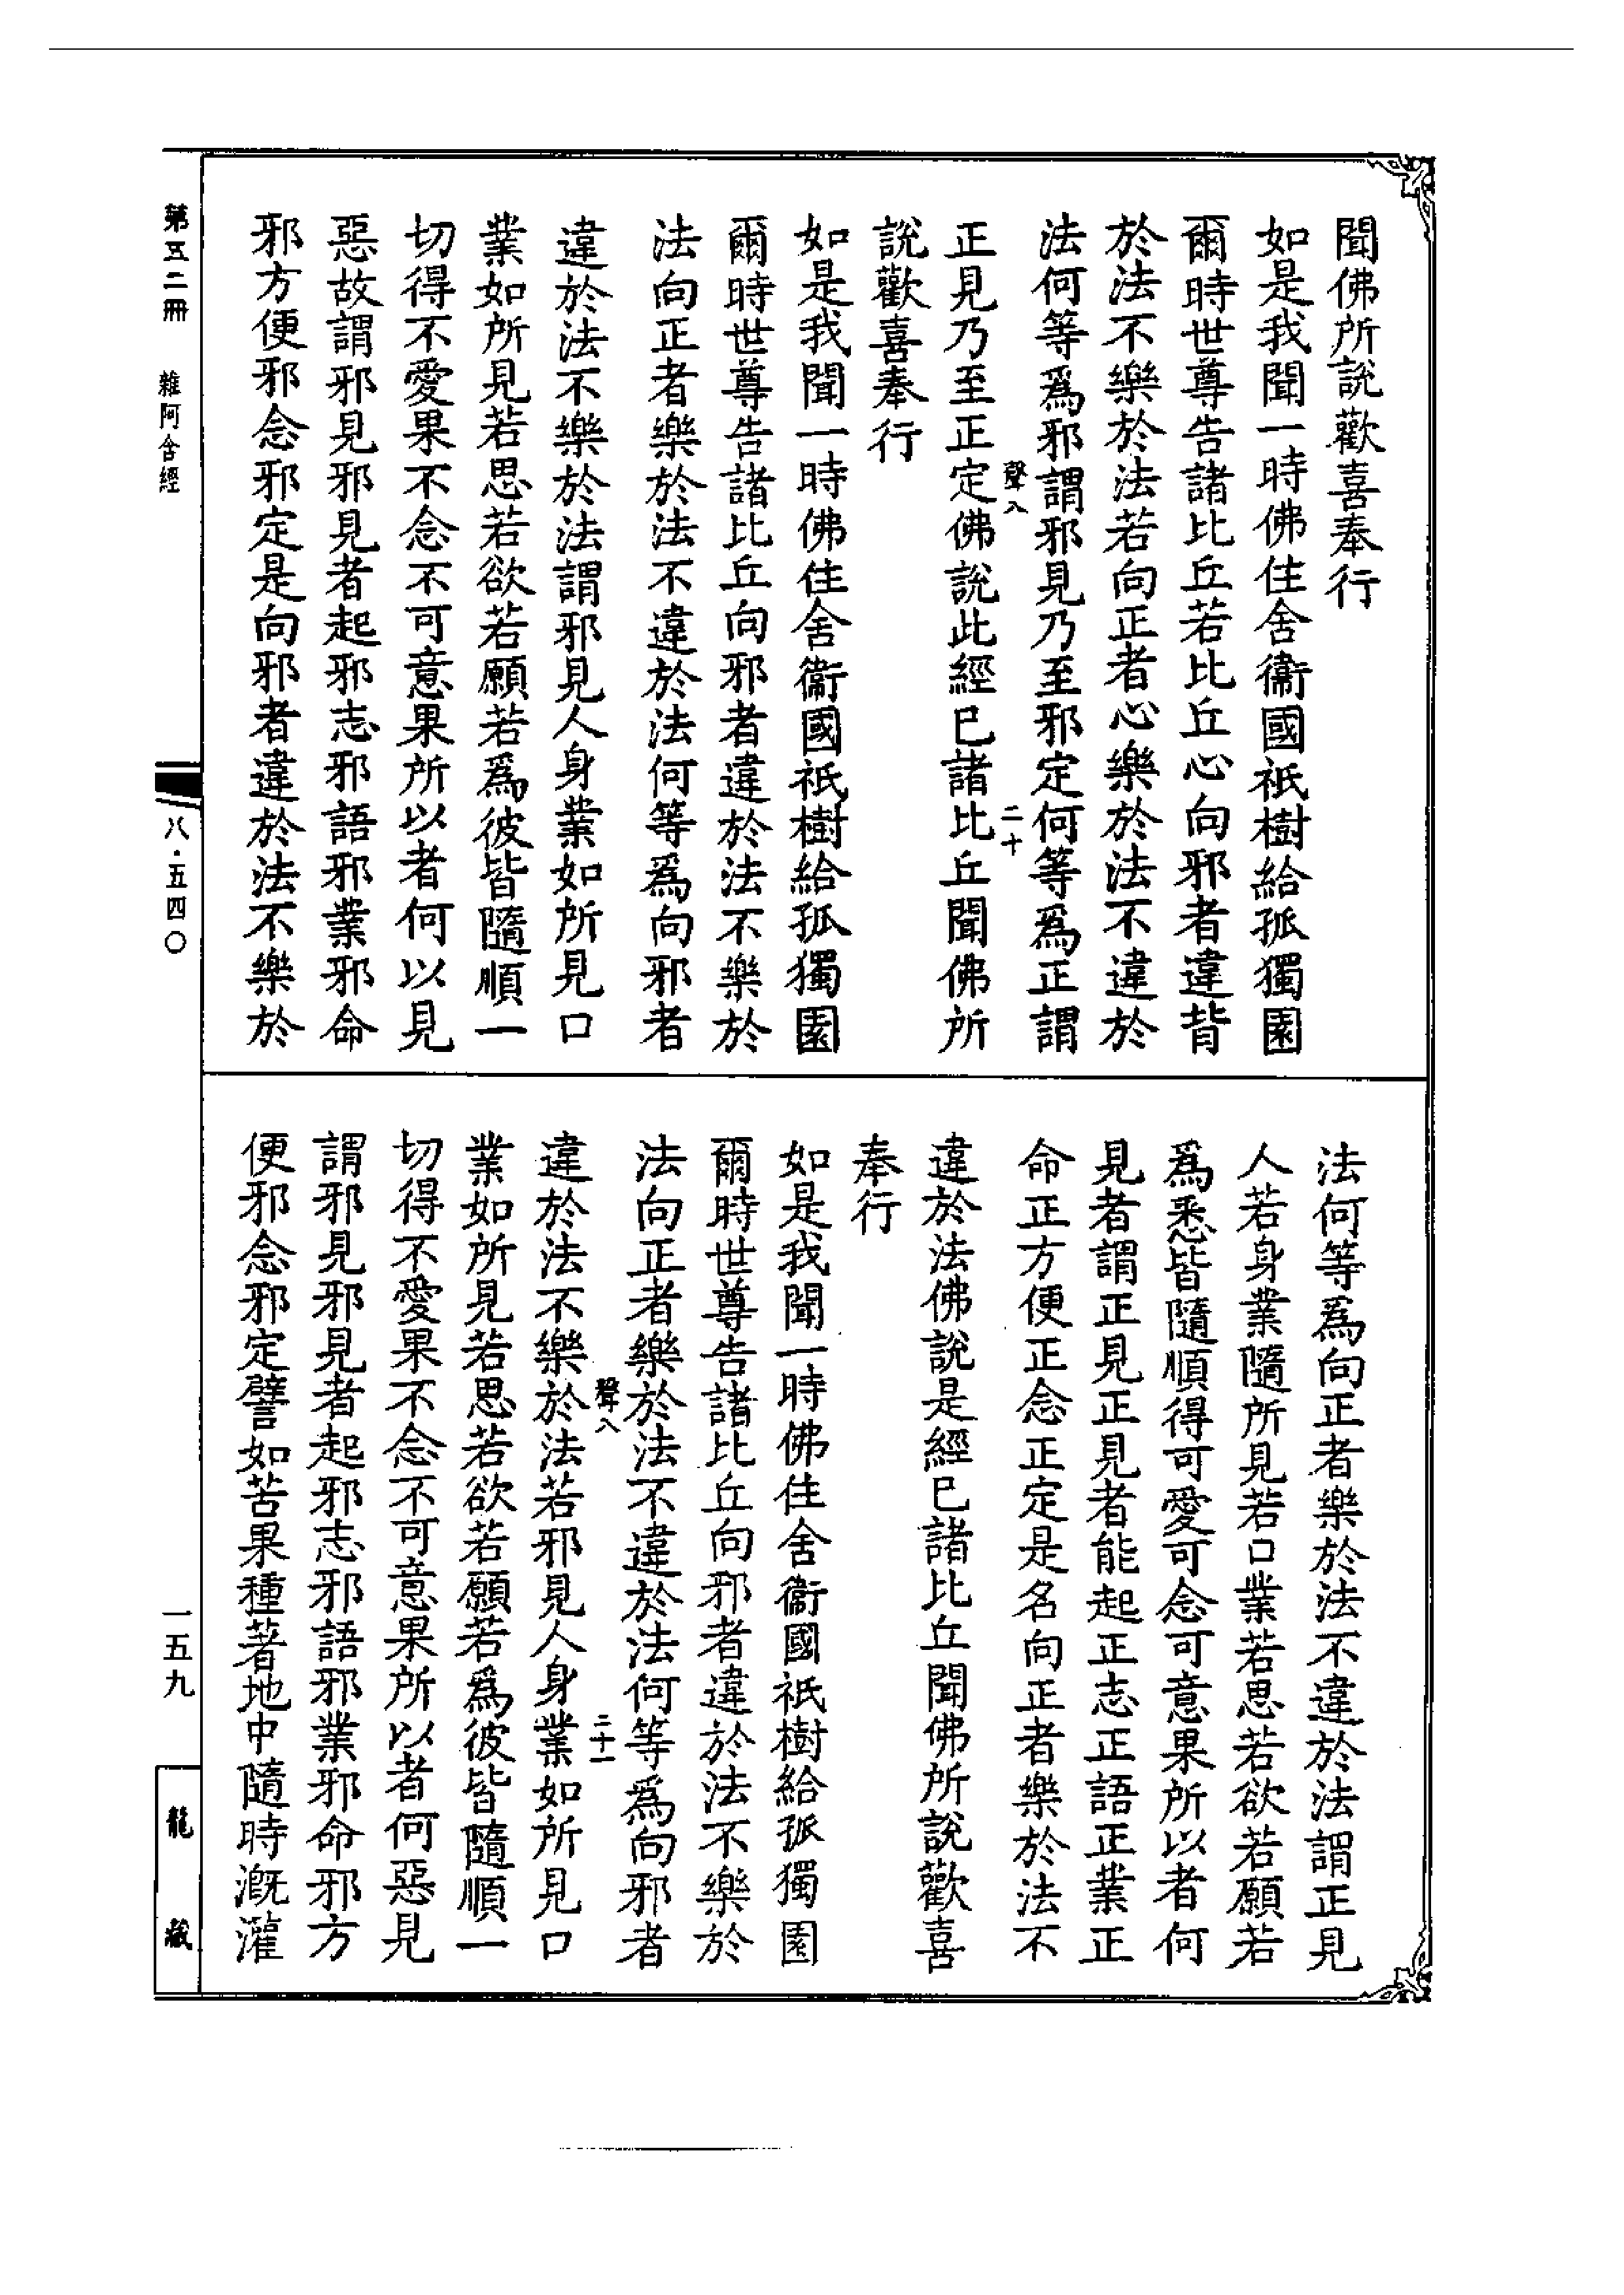 聞佛所說歡喜奉行
如是我聞一時佛住舍衞國祇樹給孤獨園
爾時世尊告諸比丘若比丘心向邪者違背
於法不樂於法若向正者心樂於法不違於
法何等爲邪謂邪見乃至邪定何等爲正謂
聲八
二十
正見乃至正定佛說此經已諸比丘聞佛所
說歡喜奉行
如是我聞一時佛住舍衞國祇樹給孤獨園
爾時世尊告諸比丘向邪者違於法不樂於
法向正者樂於法不違於法何等爲向邪者
違於法不樂於法謂邪見人身業如所見口
業如所見若思若欲若願若爲彼皆隨順一
切得不愛果不念不可意果所以者何以見
惡故謂邪見邪見者起邪志邪語邪業邪命
邪方便邪念邪定是向邪者違於法不樂於
法何等爲向正者樂於法不違於法謂正見
人若身業隨所見若口業若思若欲若願若
爲悉皆隨順得可愛可念可意果所以者何
見者謂正見正見者能起正志正語正業正
命正方便正念正定是名向正者樂於法不
違於法佛說是經已諸比丘聞佛所說歡喜
奉行
如是我聞一時佛住舍衞國祇樹給孤獨園
爾時世尊告諸比丘向邪者違於法不樂於
法向正者樂於法不違於法何等爲向邪者
聲八
二十一
違於法不樂於法若邪見人身業如所見口
業如所見若思若欲若願若爲彼皆隨順一
切得不愛果不念不可意果所以者何惡見
謂邪見邪見者起邪志邪語邪業邪命邪方
便邪念邪定譬如苦果種著地中隨時漑灌
第五二冊
雜阿含經
八·五四〇
一五九
龍藏